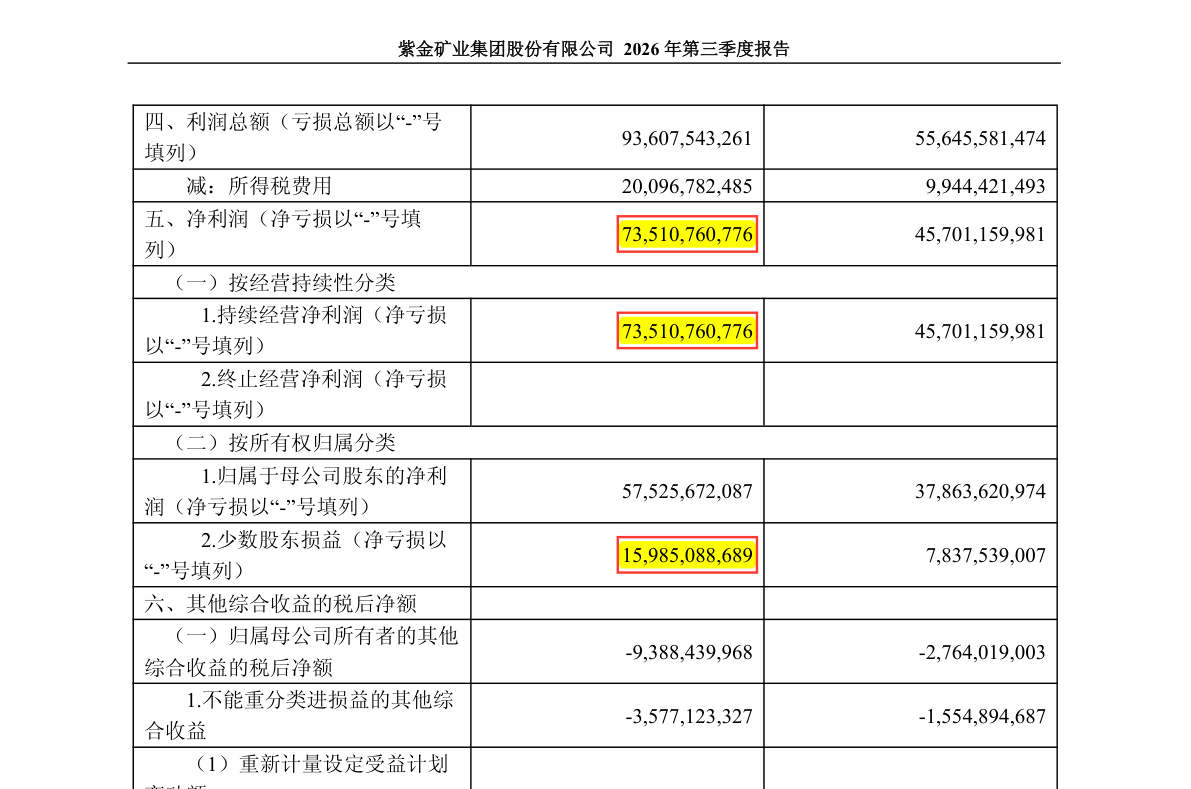 紫金矿业集团股份有限公司 2026 年第三季度报告
四、利润总额（亏损总额以“-”号
填列）
93,607,543,261
55,645,581,474
减：所得税费用
20,096,782,485
9,944,421,493
五、净利润（净亏损以“-”号填
列）
73,510,760,776
45,701,159,981
（一）按经营持续性分类
1.持续经营净利润（净亏损
以“-”号填列）
73,510,760,776
45,701,159,981
2.终止经营净利润（净亏损
以“-”号填列）
（二）按所有权归属分类
1.归属于母公司股东的净利
润（净亏损以“-”号填列）
57,525,672,087
37,863,620,974
2.少数股东损益（净亏损以
“-”号填列）
15,985,088,689
7,837,539,007
六、其他综合收益的税后净额
（一）归属母公司所有者的其他
综合收益的税后净额
-9,388,439,968
-2,764,019,003
1.不能重分类进损益的其他综
合收益
-3,577,123,327
-1,554,894,687
（1）重新计量设定受益计划